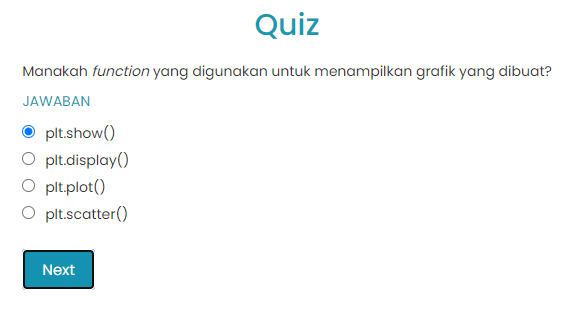 Quiz
Manakah function yang digunakan untuk menampilkan grafik yang dibuat?
JAWABAN
plt.show()
plt.display()
plt.plot()
plt.scatter()
Next